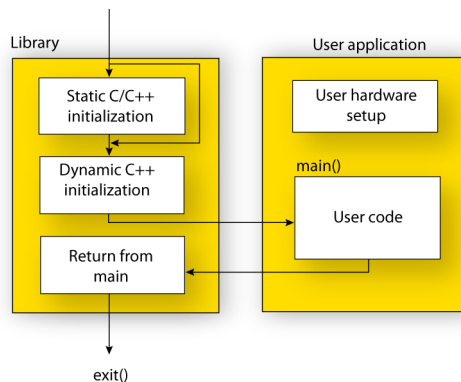 Library
User application
Static C/C++
initialization
User hardware
setup
Dynamic C++
initialization
main()
User code
Return from
main
exit()